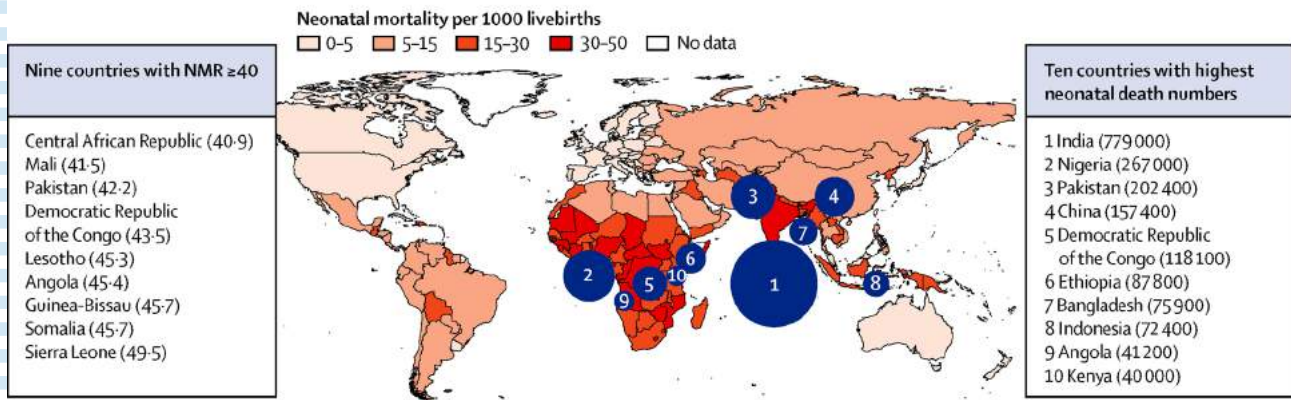 Neonatal mortality per 1000 livebirths
0–5 5–15 15–30 30–50 No data
Nine countries with NMR ≥40
Central African Republic (40·9)
Mali (41·5)
Pakistan (42·2)
Democratic Republic
of the Congo (43·5)
Lesotho (45·3)
Angola (45·4)
Guinea-Bissau (45·7)
Somalia (45·7)
Sierra Leone (49·5)
3
4
7
6
2
5
10
1
8
9
Ten countries with highest
neonatal death numbers
1 India (779 000)
2 Nigeria (267 000)
3 Pakistan (202 400)
4 China (157 400)
5 Democratic Republic
of the Congo (118 100)
6 Ethiopia (87 800)
7 Bangladesh (75 900)
8 Indonesia (72 400)
9 Angola (41 200)
10 Kenya (40 000)